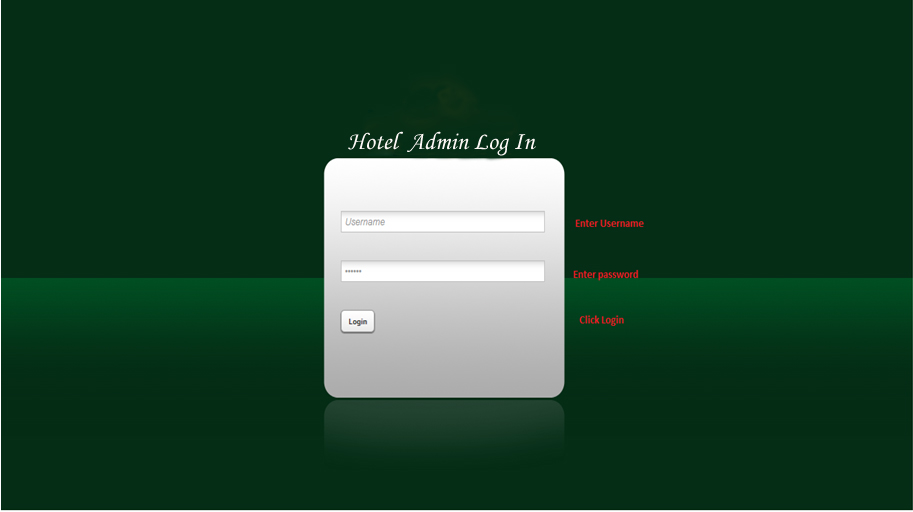 Hotel Admin Log In
Username
Enter Username
******
Enter password
Login
Click Login